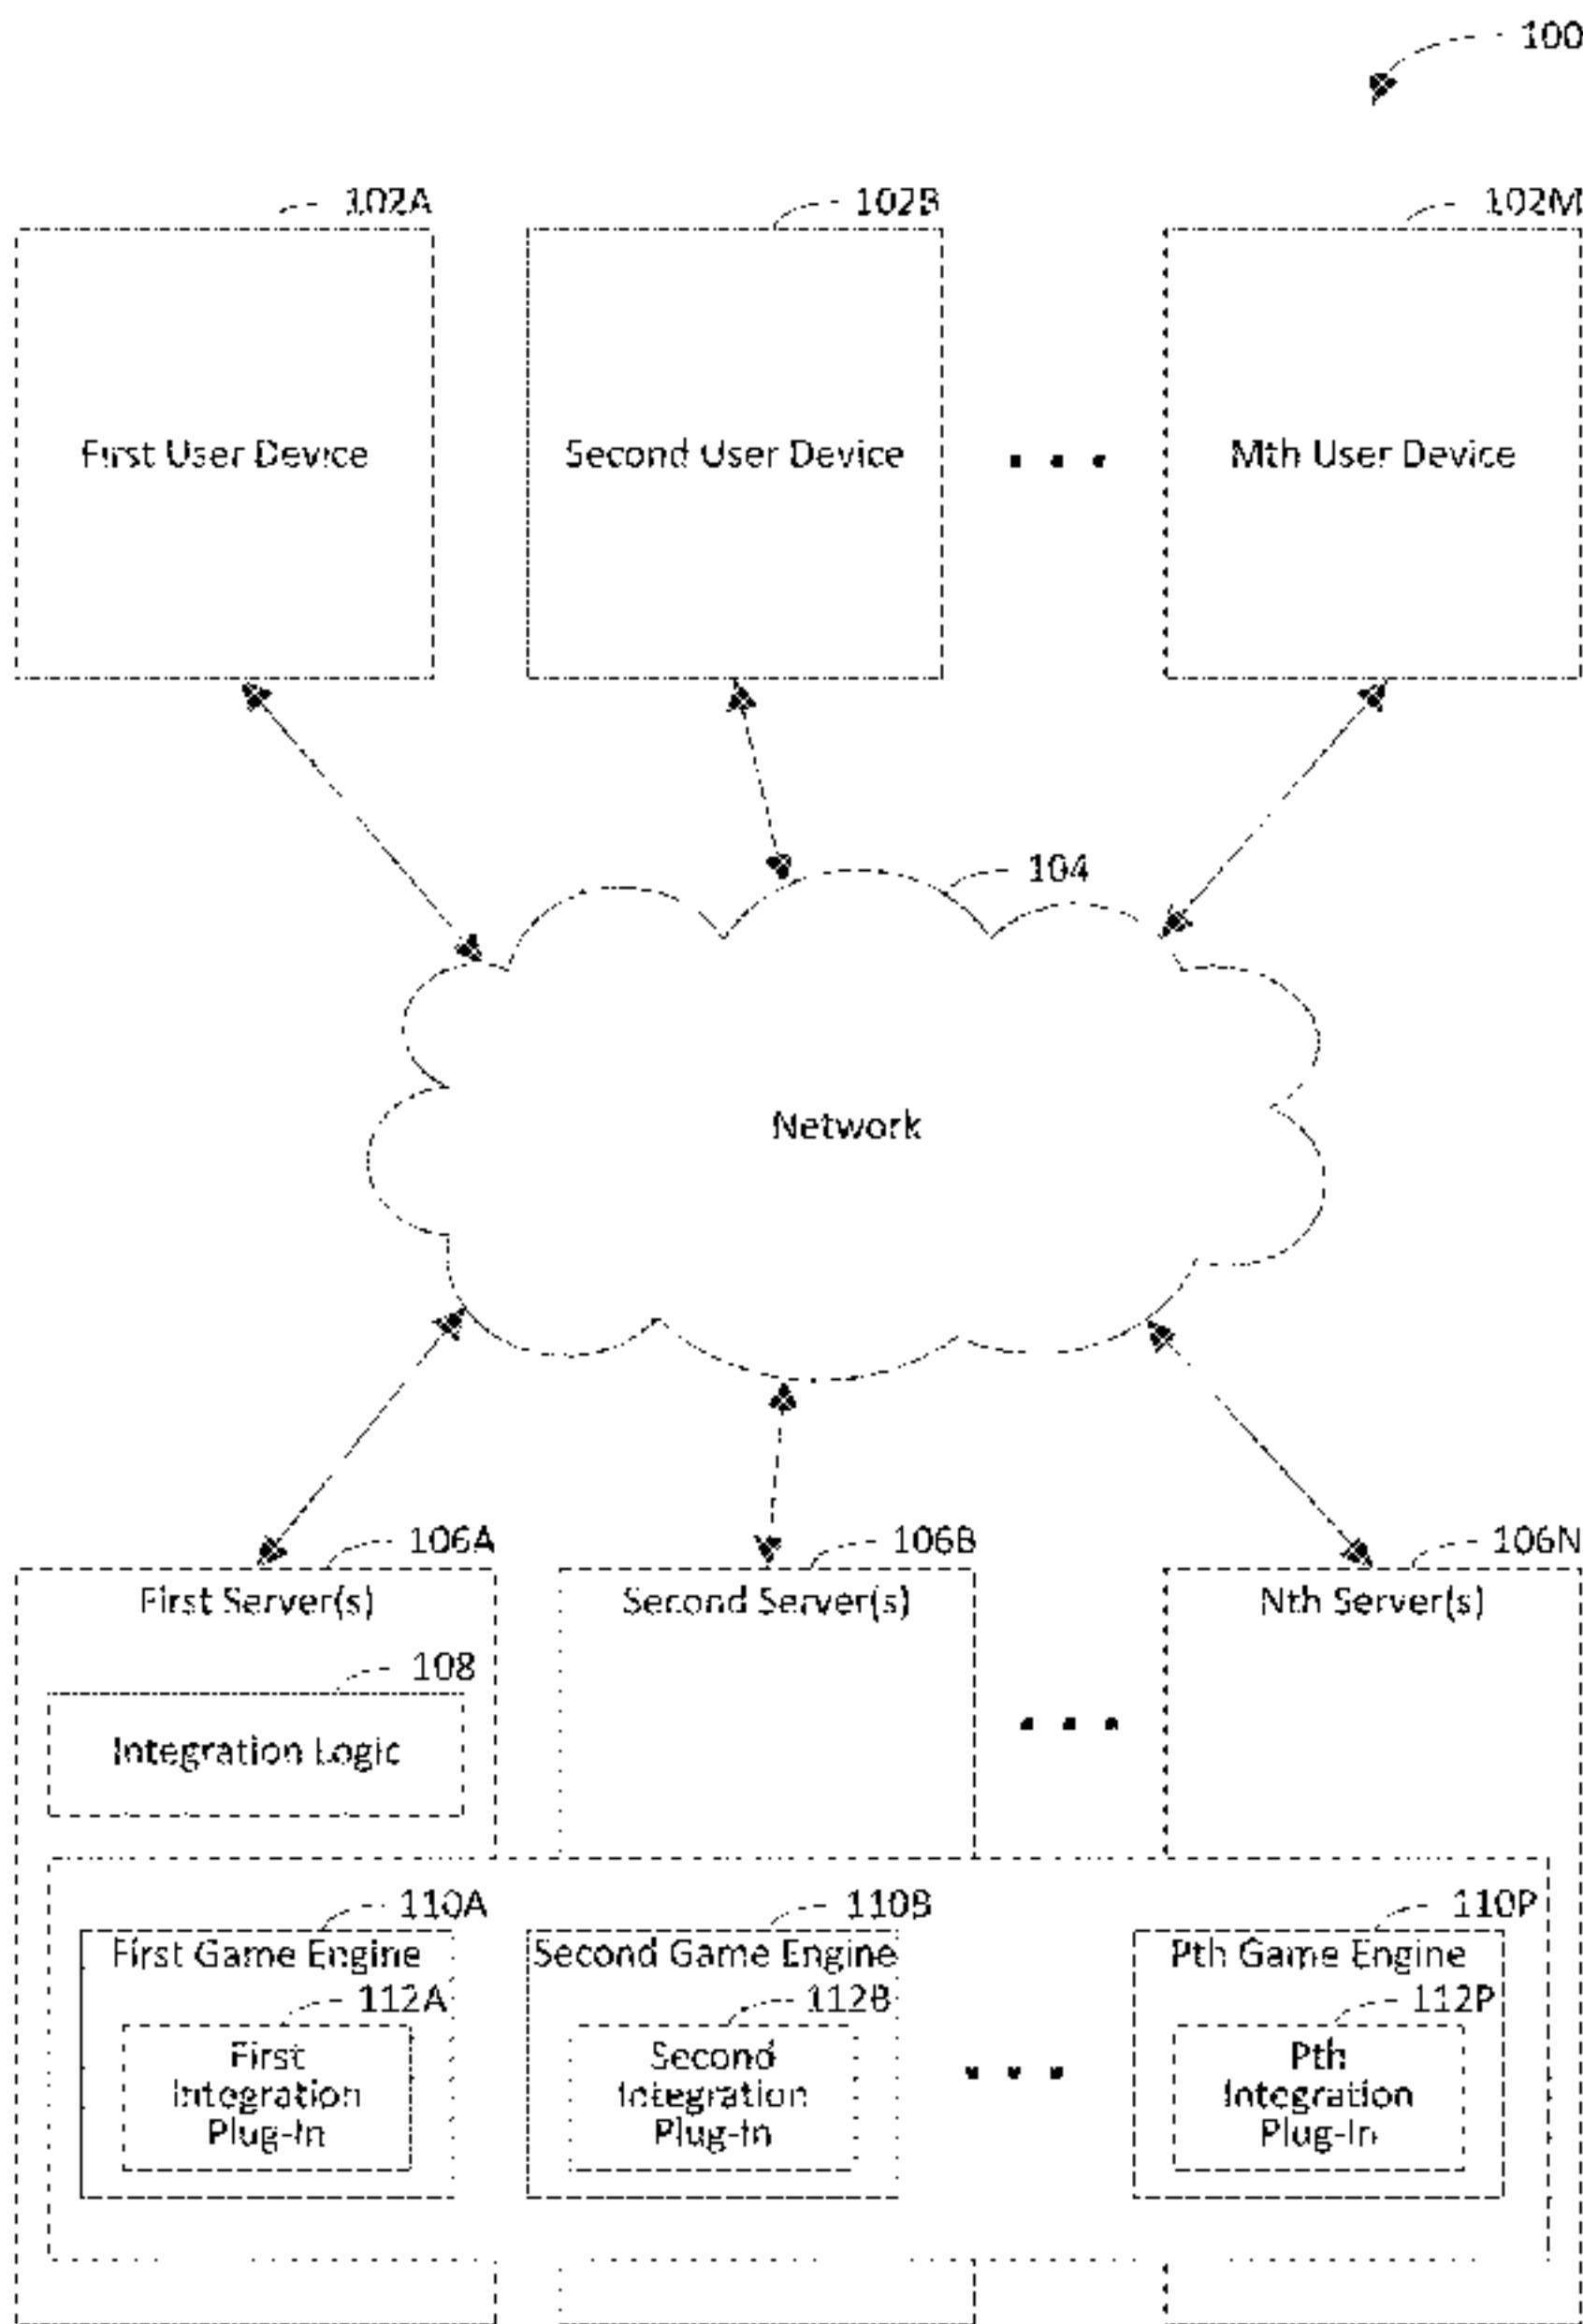 100
102A
102B
102M
First User Device
Second User Device
Mth User Device
104
Network
106A
106B
106N
First Server(s)
Second Server(s)
Nth Server(s)
108
Integration Logic
110A
110B
110P
First Game Engine
Second Game Engine
Pth Game Engine
112A
112B
112P
First
Integration
Plug-In
Second
Integration
Plug-In
Pth
Integration
Plug-In